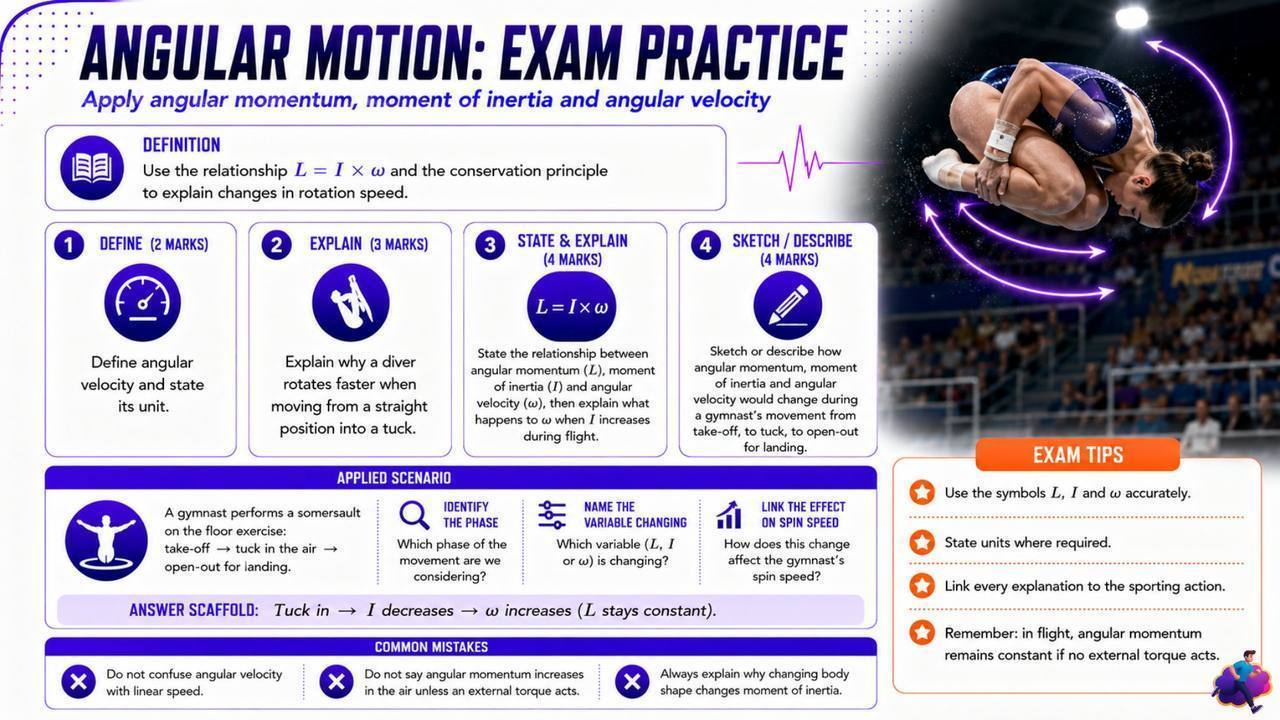 ANGULAR MOTION: EXAM PRACTICE
Apply angular momentum, moment of inertia and angular velocity
DEFINITION
Use the relationship L = I × ω and the conservation principle
to explain changes in rotation speed.
1 DEFINE (2 MARKS)
Define angular
velocity and state
its unit.
2 EXPLAIN (3 MARKS)
Explain why a diver
rotates faster when
moving from a straight
position into a tuck.
3 STATE & EXPLAIN
(4 MARKS)
L = I × ω
State the relationship between
angular momentum (L), moment
of inertia (I) and angular
velocity (ω), then explain what
happens to ω when I increases
during flight.
4 SKETCH / DESCRIBE
(4 MARKS)
Sketch or describe how
angular momentum, moment
of inertia and angular
velocity would change during
a gymnast's movement from
take-off, to tuck, to open-out
for landing.
APPLIED SCENARIO
A gymnast performs a somersault
on the floor exercise:
take-off → tuck in the air →
open-out for landing.
IDENTIFY
THE PHASE
Which phase of the
movement are we
considering?
NAME THE
VARIABLE CHANGING
Which variable (L, I
or ω) is changing?
LINK THE EFFECT
ON SPIN SPEED
How does this change
affect the gymnast's
spin speed?
ANSWER SCAFFOLD: Tuck in → I decreases → ω increases (L stays constant).
COMMON MISTAKES
Do not confuse angular velocity
with linear speed.
Do not say angular momentum increases
in the air unless an external torque acts.
Always explain why changing body
shape changes moment of inertia.
EXAM TIPS
Use the symbols L, I and ω accurately.
State units where required.
Link every explanation to the sporting action.
Remember: in flight, angular momentum
remains constant if no external torque acts.